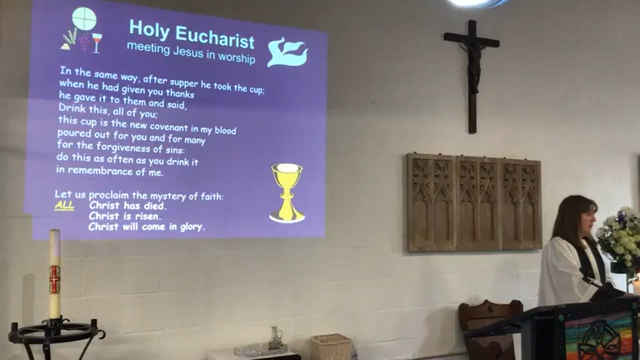 Holy Eucharist
meeting Jesus in worship
In the same way, after supper he took the cup;
when he had given you thanks
he gave it to them and said,
Drink this, all of you;
this cup is the new covenant in my blood
poured out for you and for many
for the forgiveness of sins:
do this as often as you drink it
in remembrance of me.
Let us proclaim the mystery of faith:
ALL Christ has died.
Christ is risen.
Christ will come in glory.